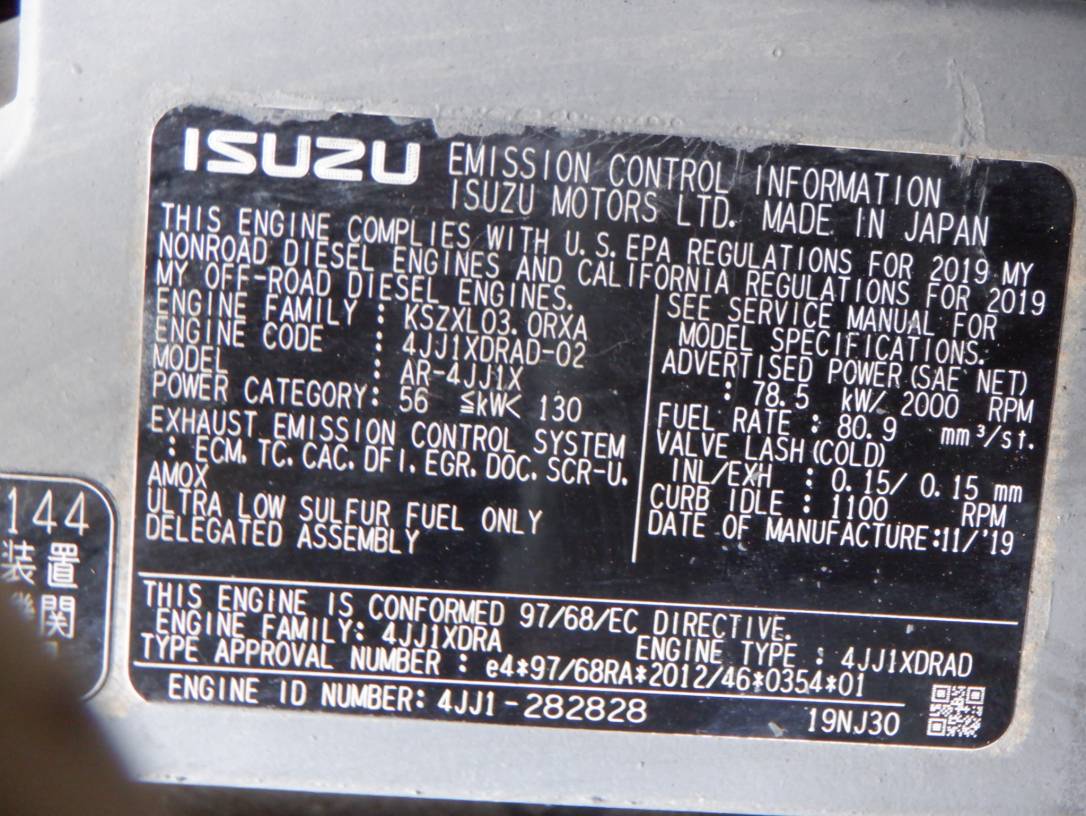 ISUZU EMISSION CONTROL INFORMATION
ISUZU MOTORS LTD. MADE IN JAPAN
THIS ENGINE COMPLIES WITH U.S. EPA REGULATIONS FOR 2019 MY
NONROAD DIESEL ENGINES AND CALIFORNIA REGULATIONS FOR 2019
MY OFF-ROAD DIESEL ENGINES.
ENGINE FAMILY : KSZXL03.0RXA
ENGINE CODE : 4JJ1XDRAD-02
MODEL : AR-4JJ1X
POWER CATEGORY: 56 ≦kW< 130
EXHAUST EMISSION CONTROL SYSTEM
: ECM. TC. CAC. DFI. EGR. DOC. SCR-U.
AMOX
ULTRA LOW SULFUR FUEL ONLY
DELEGATED ASSEMBLY
SEE SERVICE MANUAL FOR
MODEL SPECIFICATIONS.
ADVERTISED POWER(SAE NET)
: 78.5 kW/ 2000 RPM
FUEL RATE : 80.9 mm³/st.
VALVE LASH(COLD)
INL/EXH : 0.15/ 0.15 mm
CURB IDLE : 1100 RPM
DATE OF MANUFACTURE:11/'19
THIS ENGINE IS CONFORMED 97/68/EC DIRECTIVE.
ENGINE FAMILY: 4JJ1XDRA ENGINE TYPE : 4JJ1XDRAD
TYPE APPROVAL NUMBER : e4*97/68RA*2012/46*0354*01
ENGINE ID NUMBER: 4JJ1-282828 19NJ30
144
装置
関